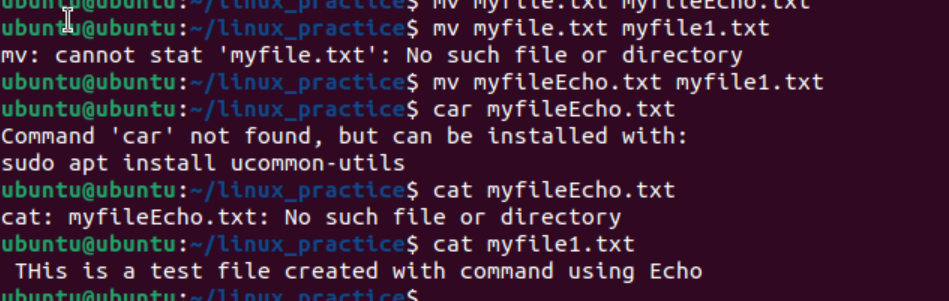 ubuntu@ubuntu:~/linux_practice$ mv myfile.txt myfileEcho.txt
ubuntu@ubuntu:~/linux_practice$ mv myfile.txt myfile1.txt
mv: cannot stat 'myfile.txt': No such file or directory
ubuntu@ubuntu:~/linux_practice$ mv myfileEcho.txt myfile1.txt
ubuntu@ubuntu:~/linux_practice$ car myfileEcho.txt
Command 'car' not found, but can be installed with:
sudo apt install ucommon-utils
ubuntu@ubuntu:~/linux_practice$ cat myfileEcho.txt
cat: myfileEcho.txt: No such file or directory
ubuntu@ubuntu:~/linux_practice$ cat myfile1.txt
 THis is a test file created with command using Echo
ubuntu@ubuntu:~/linux_practice$